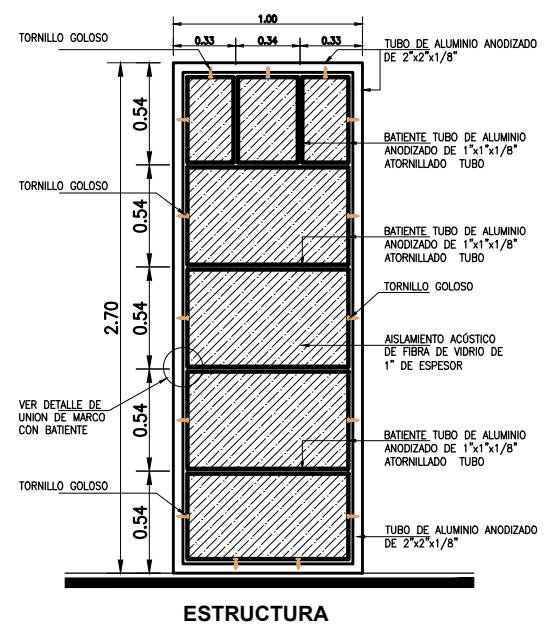 1.00
0.33
0.34
0.33
TORNILLO GOLOSO
TUBO DE ALUMINIO ANODIZADO
DE 2"x2"x1/8"
0.54
BATIENTE TUBO DE ALUMINIO
ANODIZADO DE 1"x1"x1/8"
ATORNILLADO TUBO
TORNILLO GOLOSO
0.54
BATIENTE TUBO DE ALUMINIO
ANODIZADO DE 1"x1"x1/8"
ATORNILLADO TUBO
TORNILLO GOLOSO
2.70
0.54
AISLAMIENTO ACÚSTICO
DE FIBRA DE VIDRIO DE
1" DE ESPESOR
VER DETALLE DE
UNION DE MARCO
CON BATIENTE
0.54
BATIENTE TUBO DE ALUMINIO
ANODIZADO DE 1"x1"x1/8"
ATORNILLADO TUBO
TORNILLO GOLOSO
0.54
TUBO DE ALUMINIO ANODIZADO
DE 2"x2"x1/8"
ESTRUCTURA